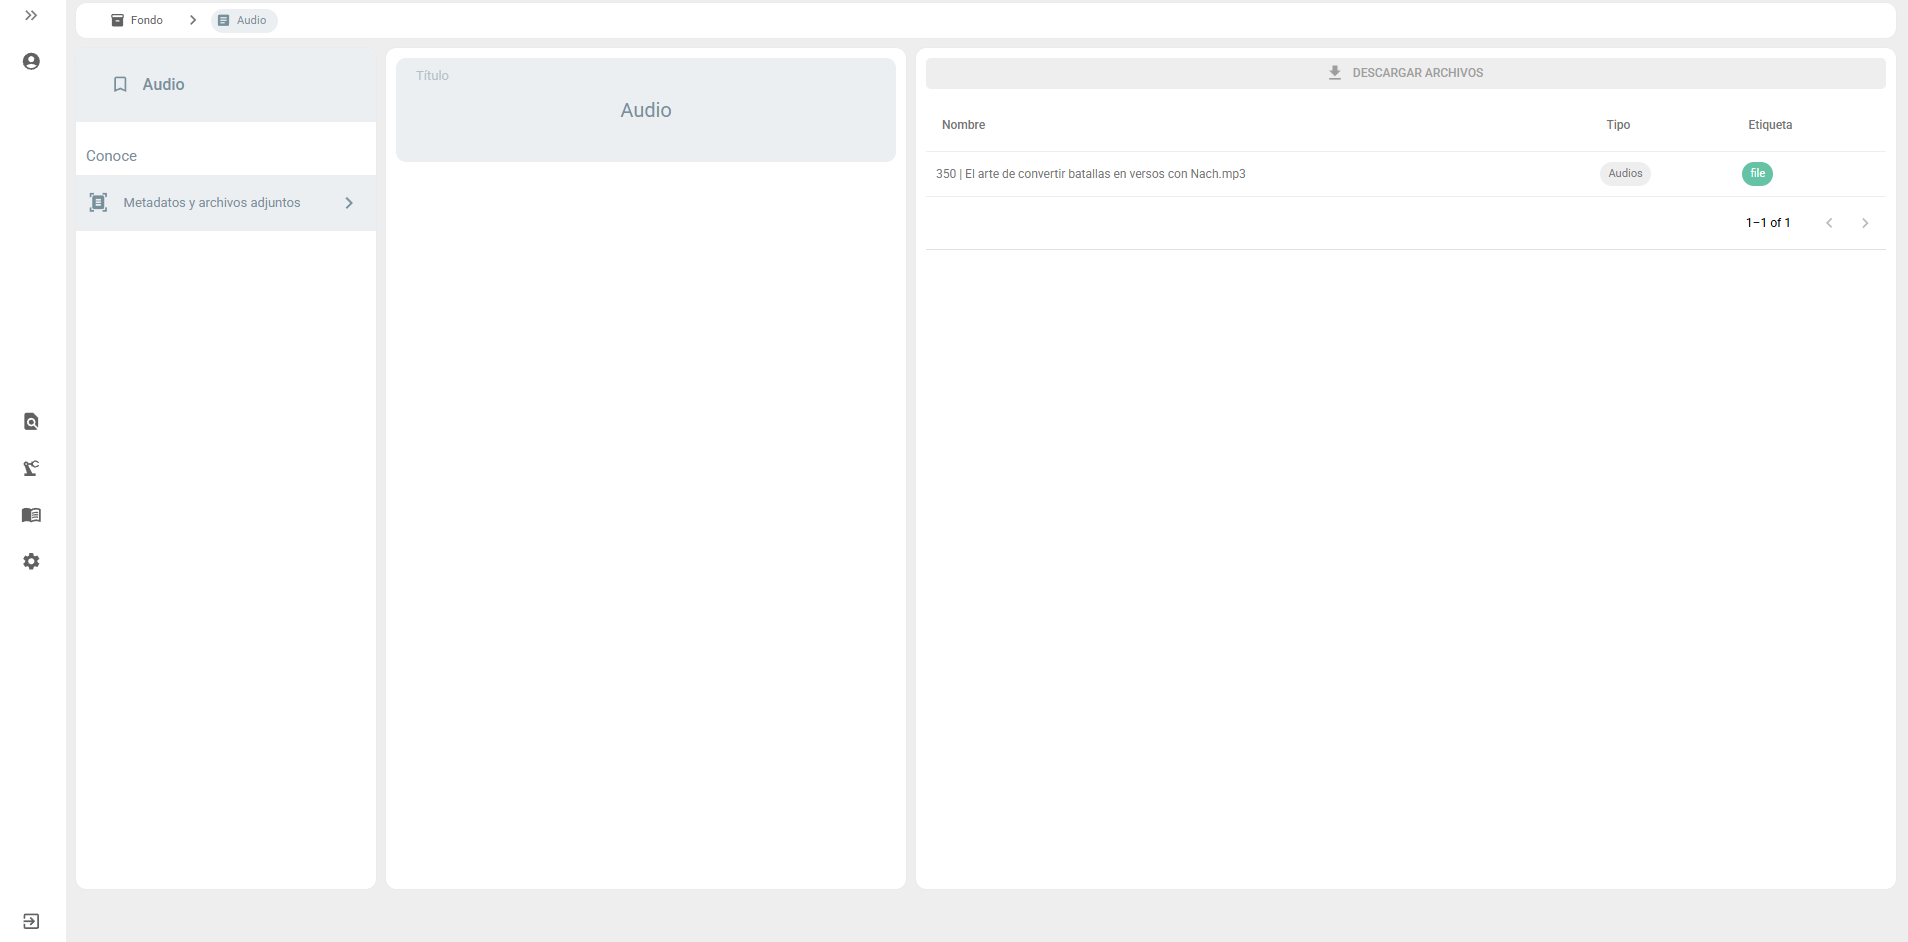 Fondo
Audio
Audio
Conoce
Metadatos y archivos adjuntos
Título
Audio
DESCARGAR ARCHIVOS
Nombre Tipo Etiqueta
350 | El arte de convertir batallas en versos con Nach.mp3 Audios file
1–1 of 1